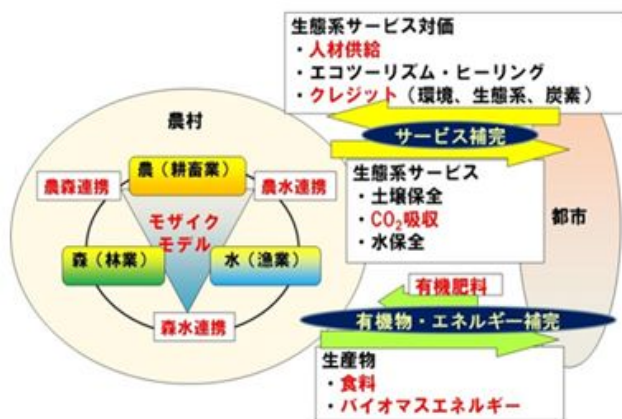 生態系サービス対価
・人材供給
・エコツーリズム・ヒーリング
・クレジット（環境、生態系、炭素）
サービス補完
農村
農（耕畜業）
農森連携
農水連携
モザイク
モデル
森（林業）
水（漁業）
森水連携
生態系サービス
・土壌保全
・CO₂吸収
・水保全
都市
有機肥料
有機物・エネルギー補完
生産物
・食料
・バイオマスエネルギー